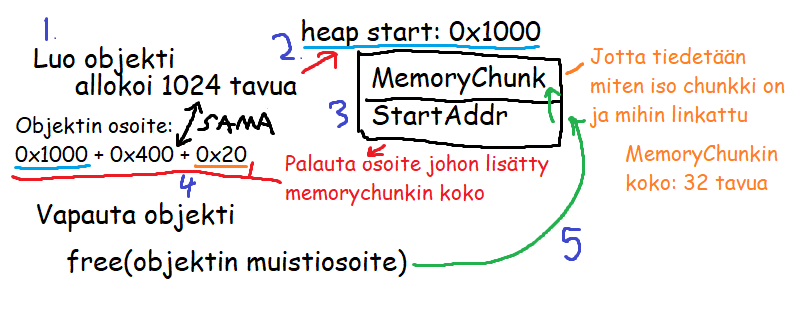 1.
Luo objekti
allokoi 1024 tavua
2.
heap start: 0x1000
MemoryChunk
3
StartAddr
Jotta tiedetään
miten iso chunkki on
ja mihin linkattu
MemoryChunkin
koko: 32 tavua
Objektin osoite:
SAMA
0x1000 + 0x400 + 0x20
Palauta osoite johon lisätty
memorychunkin koko
4
Vapauta objekti
free(objektin muistiosoite)
5